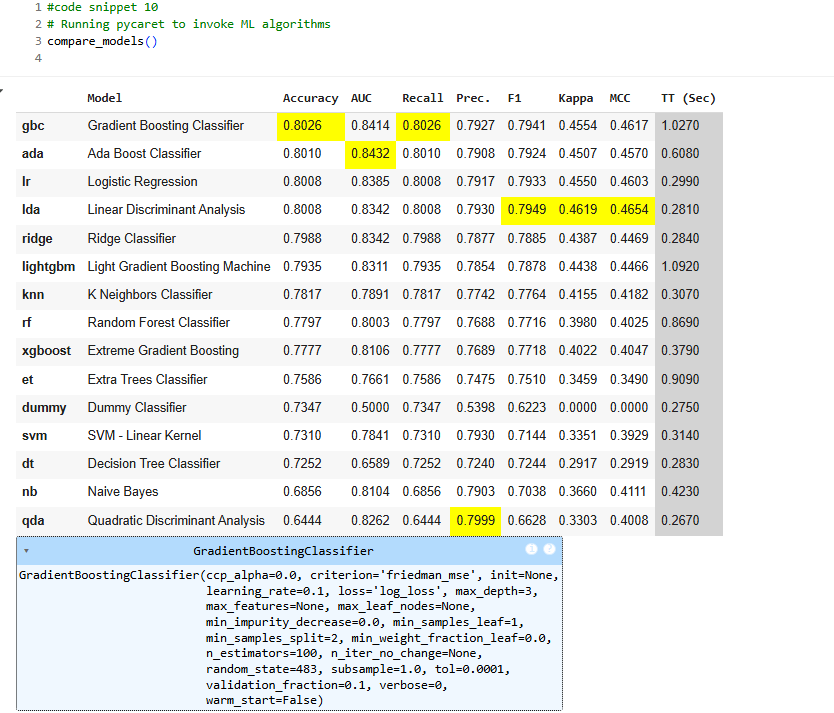 1 #code snippet 10
2 # Running pycaret to invoke ML algorithms
3 compare_models()
4
Model Accuracy AUC Recall Prec. F1 Kappa MCC TT (Sec)
gbc Gradient Boosting Classifier 0.8026 0.8414 0.8026 0.7927 0.7941 0.4554 0.4617 1.0270
ada Ada Boost Classifier 0.8010 0.8432 0.8010 0.7908 0.7924 0.4507 0.4570 0.6080
lr Logistic Regression 0.8008 0.8385 0.8008 0.7917 0.7933 0.4550 0.4603 0.2990
lda Linear Discriminant Analysis 0.8008 0.8342 0.8008 0.7930 0.7949 0.4619 0.4654 0.2810
ridge Ridge Classifier 0.7988 0.8342 0.7988 0.7877 0.7885 0.4387 0.4469 0.2840
lightgbm Light Gradient Boosting Machine 0.7935 0.8311 0.7935 0.7854 0.7878 0.4438 0.4466 1.0920
knn K Neighbors Classifier 0.7817 0.7891 0.7817 0.7742 0.7764 0.4155 0.4182 0.3070
rf Random Forest Classifier 0.7797 0.8003 0.7797 0.7688 0.7716 0.3980 0.4025 0.8690
xgboost Extreme Gradient Boosting 0.7777 0.8106 0.7777 0.7689 0.7718 0.4022 0.4047 0.3790
et Extra Trees Classifier 0.7586 0.7661 0.7586 0.7475 0.7510 0.3459 0.3490 0.9090
dummy Dummy Classifier 0.7347 0.5000 0.7347 0.5398 0.6223 0.0000 0.0000 0.2750
svm SVM - Linear Kernel 0.7310 0.7841 0.7310 0.7930 0.7144 0.3351 0.3929 0.3140
dt Decision Tree Classifier 0.7252 0.6589 0.7252 0.7240 0.7244 0.2917 0.2919 0.2830
nb Naive Bayes 0.6856 0.8104 0.6856 0.7903 0.7038 0.3660 0.4111 0.4230
qda Quadratic Discriminant Analysis 0.6444 0.8262 0.6444 0.7999 0.6628 0.3303 0.4008 0.2670
GradientBoostingClassifier i ?
GradientBoostingClassifier(ccp_alpha=0.0, criterion='friedman_mse', init=None,
learning_rate=0.1, loss='log_loss', max_depth=3,
max_features=None, max_leaf_nodes=None,
min_impurity_decrease=0.0, min_samples_leaf=1,
min_samples_split=2, min_weight_fraction_leaf=0.0,
n_estimators=100, n_iter_no_change=None,
random_state=483, subsample=1.0, tol=0.0001,
validation_fraction=0.1, verbose=0,
warm_start=False)